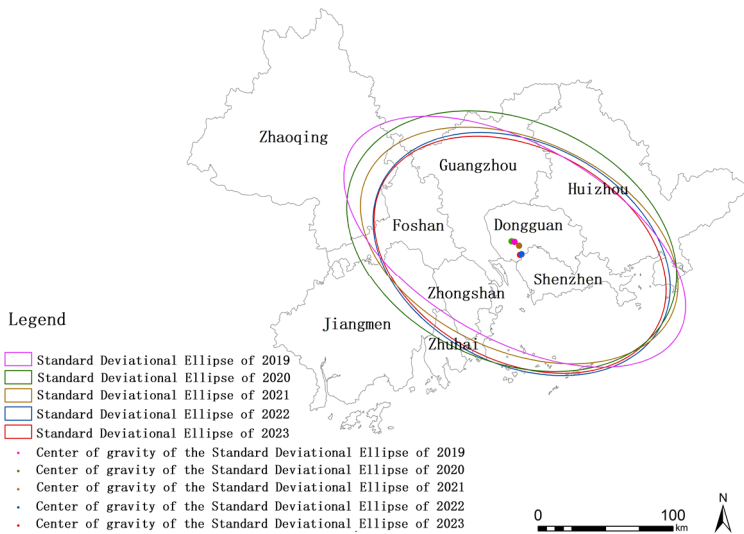 Zhaoqing
Guangzhou
Huizhou
Foshan
Dongguan
Shenzhen
Zhongshan
Jiangmen
Zhuhai
Legend
Standard Deviational Ellipse of 2019
Standard Deviational Ellipse of 2020
Standard Deviational Ellipse of 2021
Standard Deviational Ellipse of 2022
Standard Deviational Ellipse of 2023
Center of gravity of the Standard Deviational Ellipse of 2019
Center of gravity of the Standard Deviational Ellipse of 2020
Center of gravity of the Standard Deviational Ellipse of 2021
Center of gravity of the Standard Deviational Ellipse of 2022
Center of gravity of the Standard Deviational Ellipse of 2023
0 100
km
N